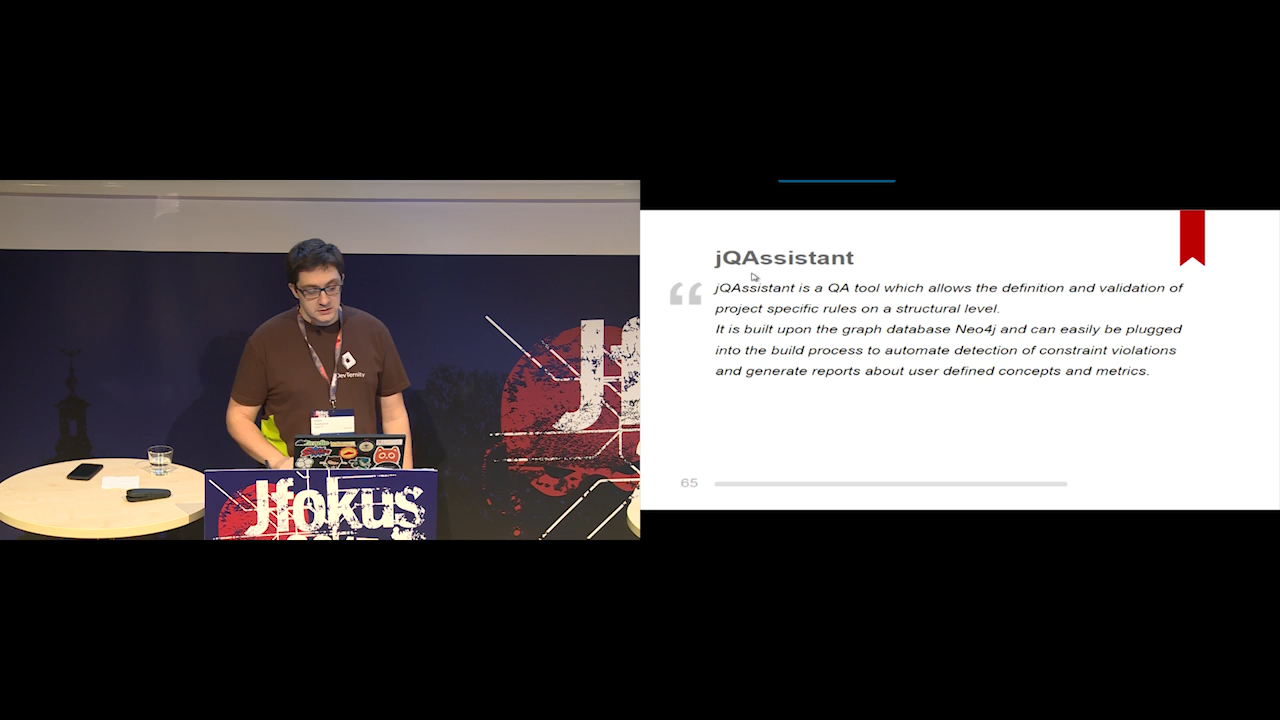 DevTernity
Jfokus
Jf
jQAssistant
“ jQAssistant is a QA tool which allows the definition and validation of
project specific rules on a structural level.
It is built upon the graph database Neo4j and can easily be plugged
into the build process to automate detection of constraint violations
and generate reports about user defined concepts and metrics.
65